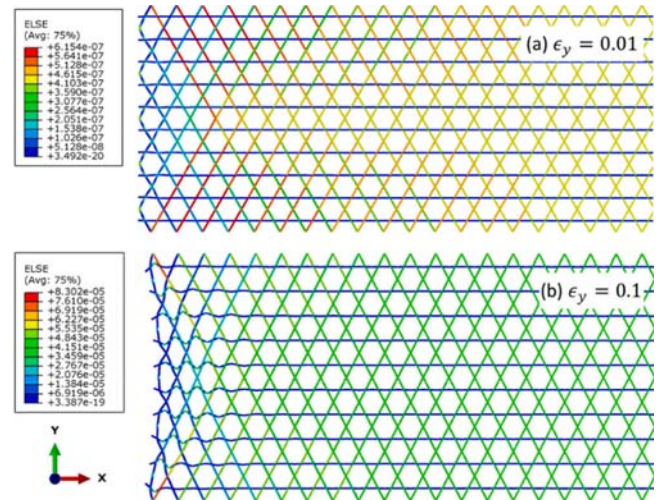 ELSE
(Avg: 75%)
+6.154e-07
+5.641e-07
+5.128e-07
+4.615e-07
+4.103e-07
+3.590e-07
+3.077e-07
+2.564e-07
+2.051e-07
+1.538e-07
+1.026e-07
+5.128e-08
+3.492e-20
(a) ϵ_y = 0.01
ELSE
(Avg: 75%)
+8.302e-05
+7.610e-05
+6.919e-05
+6.227e-05
+5.535e-05
+4.843e-05
+4.151e-05
+3.459e-05
+2.767e-05
+2.076e-05
+1.384e-05
+6.919e-06
+3.387e-19
(b) ϵ_y = 0.1
Y
X